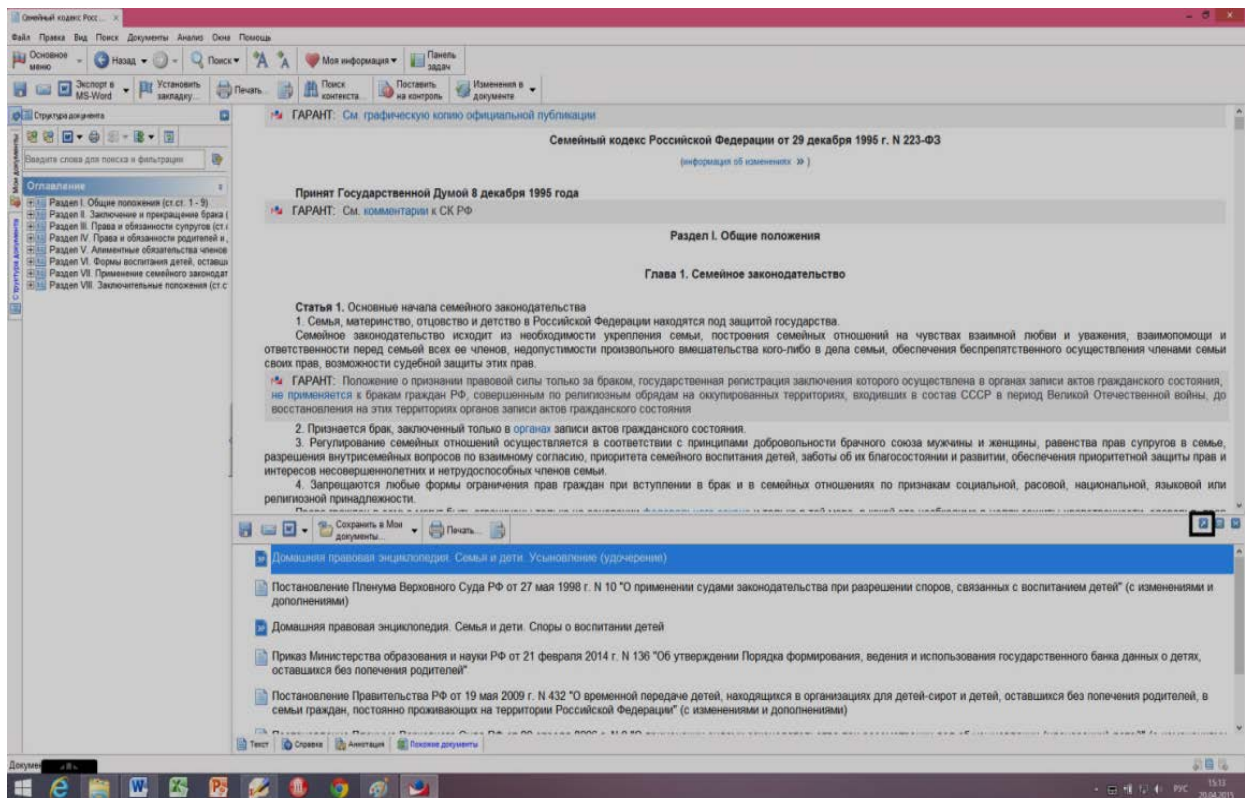 Семейный кодекс Росс...
Файл Правка Вид Поиск Документы Анализ Окна Помощь
Основное меню Назад Поиск Моя информация Панель задач
Экспорт в MS-Word Установить закладку... Печать... Поиск контекста... Поставить на контроль Изменения в документе
Структура документа
Введите слова для поиска и фильтрации
Мои документы
Структура документа
Оглавление
Раздел I. Общие положения (ст.ст. 1 - 9)
Раздел II. Заключение и прекращение брака (
Раздел III. Права и обязанности супругов (ст.
Раздел IV. Права и обязанности родителей и
Раздел V. Алиментные обязательства членов
Раздел VI. Формы воспитания детей, оставши
Раздел VII. Применение семейного законодат
Раздел VIII. Заключительные положения (ст.с
ГАРАНТ: См. графическую копию официальной публикации
Семейный кодекс Российской Федерации от 29 декабря 1995 г. N 223-ФЗ
(информация об изменениях »)
Принят Государственной Думой 8 декабря 1995 года
ГАРАНТ: См. комментарии к СК РФ
Раздел I. Общие положения
Глава 1. Семейное законодательство
Статья 1. Основные начала семейного законодательства
1. Семья, материнство, отцовство и детство в Российской Федерации находятся под защитой государства.
Семейное законодательство исходит из необходимости укрепления семьи, построения семейных отношений на чувствах взаимной любви и уважения, взаимопомощи и
ответственности перед семьей всех ее членов, недопустимости произвольного вмешательства кого-либо в дела семьи, обеспечения беспрепятственного осуществления членами семьи
своих прав, возможности судебной защиты этих прав.
ГАРАНТ: Положение о признании правовой силы только за браком, государственная регистрация заключения которого осуществлена в органах записи актов гражданского состояния,
не применяется к бракам граждан РФ, совершенным по религиозным обрядам на оккупированных территориях, входивших в состав СССР в период Великой Отечественной войны, до
восстановления на этих территориях органов записи актов гражданского состояния
2. Признается брак, заключенный только в органах записи актов гражданского состояния.
3. Регулирование семейных отношений осуществляется в соответствии с принципами добровольности брачного союза мужчины и женщины, равенства прав супругов в семье,
разрешения внутрисемейных вопросов по взаимному согласию, приоритета семейного воспитания детей, заботы об их благосостоянии и развитии, обеспечения приоритетной защиты прав и
интересов несовершеннолетних и нетрудоспособных членов семьи.
4. Запрещаются любые формы ограничения прав граждан при вступлении в брак и в семейных отношениях по признакам социальной, расовой, национальной, языковой или
религиозной принадлежности.
Сохранить в Мои документы... Печать...
Домашняя правовая энциклопедия. Семья и дети. Усыновление (удочерение)
Постановление Пленума Верховного Суда РФ от 27 мая 1998 г. N 10 "О применении судами законодательства при разрешении споров, связанных с воспитанием детей" (с изменениями и
дополнениями)
Домашняя правовая энциклопедия. Семья и дети. Споры о воспитании детей
Приказ Министерства образования и науки РФ от 21 февраля 2014 г. N 136 "Об утверждении Порядка формирования, ведения и использования государственного банка данных о детях,
оставшихся без попечения родителей"
Постановление Правительства РФ от 19 мая 2009 г. N 432 "О временной передаче детей, находящихся в организациях для детей-сирот и детей, оставшихся без попечения родителей, в
семьи граждан, постоянно проживающих на территории Российской Федерации" (с изменениями и дополнениями)
Текст Справка Аннотация Похожие документы
РУС 15:13
20.04.2015